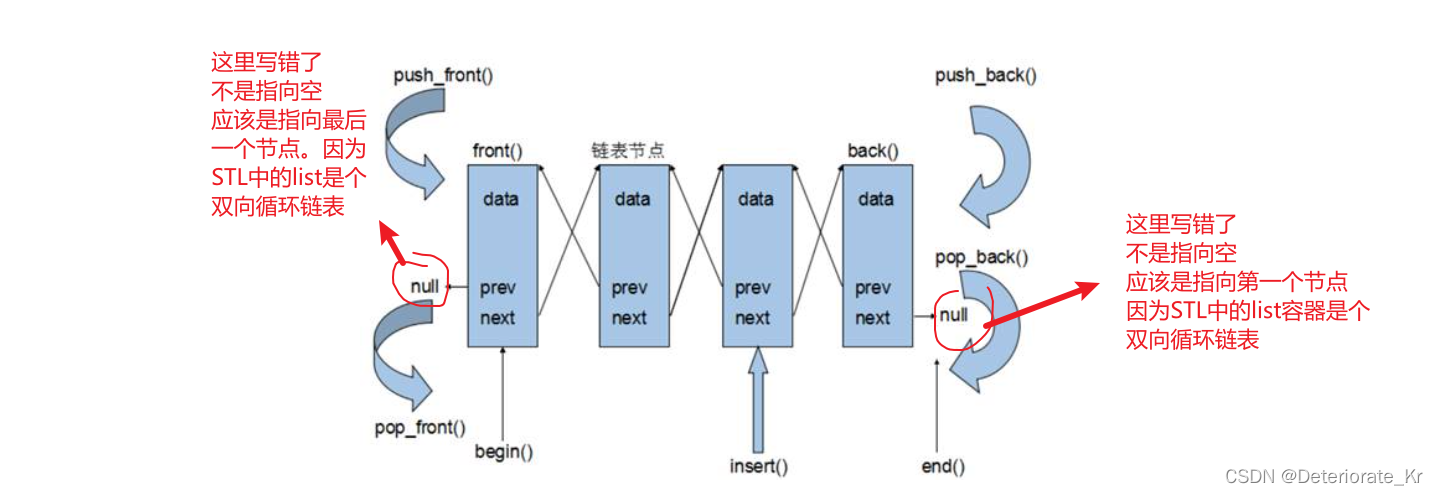 这里写错了
不是指向空
应该是指向最后
一个节点。因为
STL中的list是个
双向循环链表
push_front()
push_back()
front()
链表节点
back()
data
data
data
data
这里写错了
不是指向空
应该是指向第一个节点
因为STL中的list容器是个
双向循环链表
pop_back()
null
prev
prev
prev
prev
next
next
next
next
null
pop_front()
begin()
insert()
end()
CSDN @Deteriorate_Kr